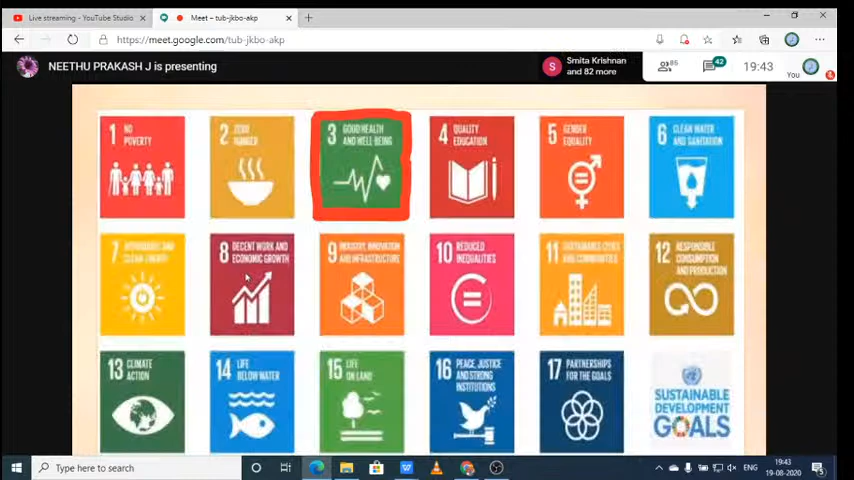 Live streaming - YouTube Studio
Meet – tub-jkbo-akp
https://meet.google.com/tub-jkbo-akp
NEETHU PRAKASH J is presenting
S
Smita Krishnan
and 82 more
86
42
19:43
You
1 NO
POVERTY
2 ZERO
HUNGER
3 GOOD HEALTH
AND WELL-BEING
4 QUALITY
EDUCATION
5 GENDER
EQUALITY
6 CLEAN WATER
AND SANITATION
7 AFFORDABLE AND
CLEAN ENERGY
8 DECENT WORK AND
ECONOMIC GROWTH
9 INDUSTRY, INNOVATION
AND INFRASTRUCTURE
10 REDUCED
INEQUALITIES
11 SUSTAINABLE CITIES
AND COMMUNITIES
12 RESPONSIBLE
CONSUMPTION
AND PRODUCTION
13 CLIMATE
ACTION
14 LIFE
BELOW WATER
15 LIFE
ON LAND
16 PEACE, JUSTICE
AND STRONG
INSTITUTIONS
17 PARTNERSHIPS
FOR THE GOALS
SUSTAINABLE
DEVELOPMENT
GOALS
Type here to search
ENG
19:43
19-08-2020